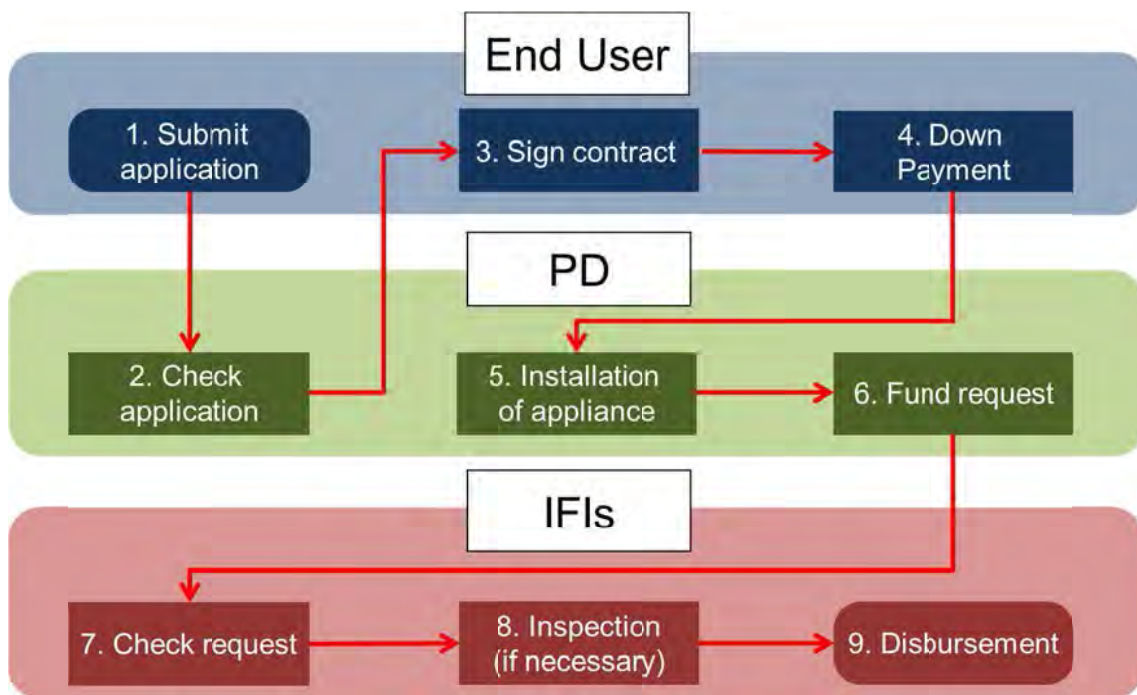 End User
1. Submit
application
3. Sign contract
4. Down
Payment
PD
2. Check
application
5. Installation
of appliance
6. Fund request
IFIs
7. Check request
8. Inspection
(if necessary)
9. Disbursement